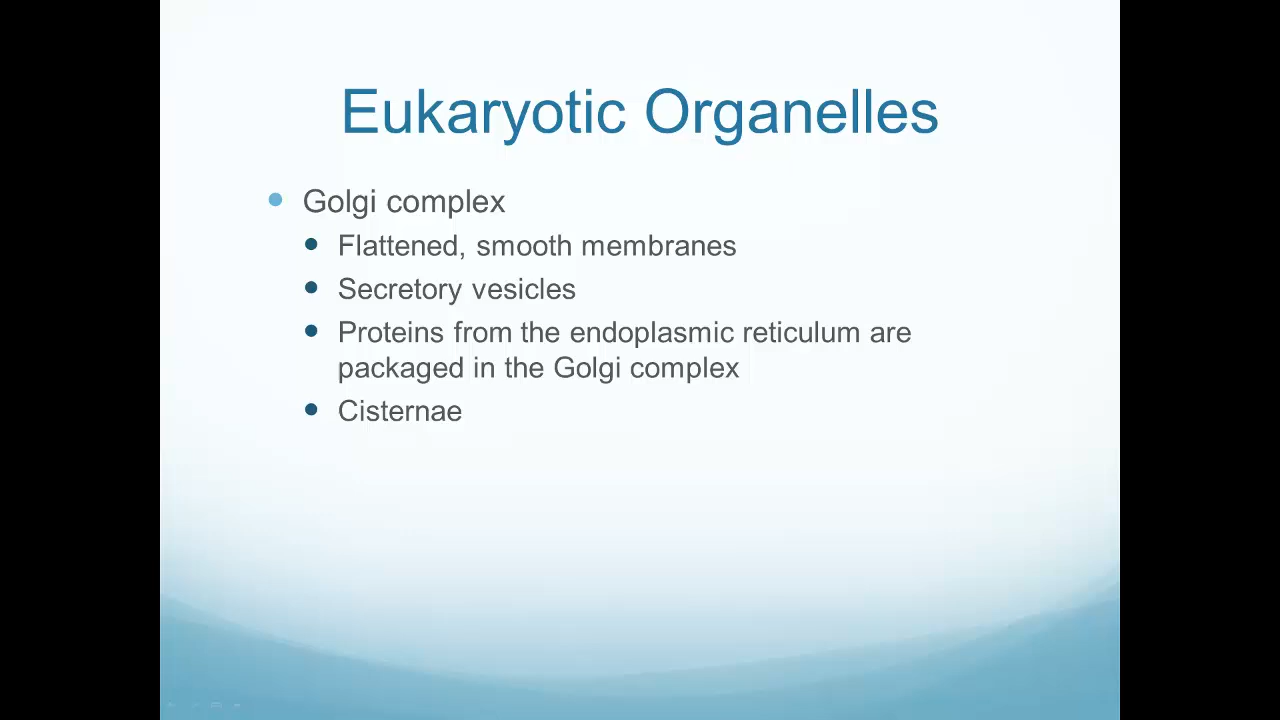 Eukaryotic Organelles
Golgi complex
Flattened, smooth membranes
Secretory vesicles
Proteins from the endoplasmic reticulum are
packaged in the Golgi complex
Cisternae